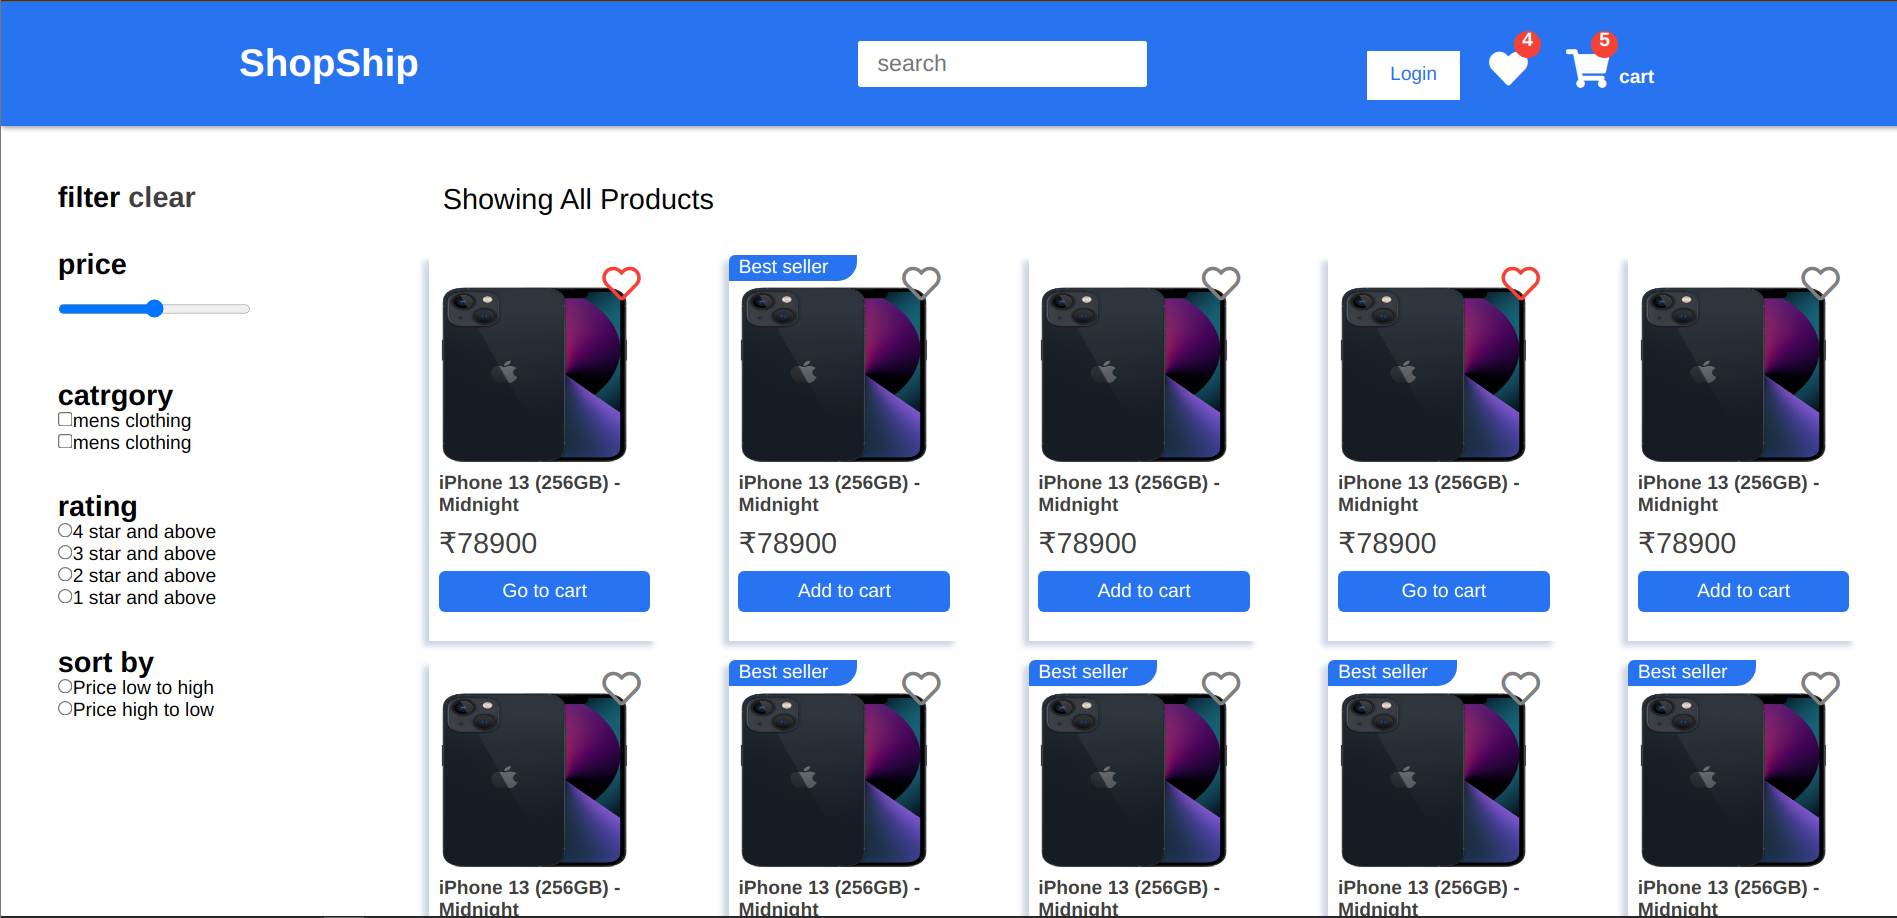 ShopShip
search
Login
4
5
cart
filter clear
Showing All Products
price
catrgory
mens clothing
mens clothing
rating
4 star and above
3 star and above
2 star and above
1 star and above
sort by
Price low to high
Price high to low
iPhone 13 (256GB) -
Midnight
₹78900
Go to cart
Best seller
iPhone 13 (256GB) -
Midnight
₹78900
Add to cart
iPhone 13 (256GB) -
Midnight
₹78900
Add to cart
iPhone 13 (256GB) -
Midnight
₹78900
Go to cart
iPhone 13 (256GB) -
Midnight
₹78900
Add to cart
iPhone 13 (256GB) -
Midnight
Best seller
iPhone 13 (256GB) -
Midnight
Best seller
iPhone 13 (256GB) -
Midnight
Best seller
iPhone 13 (256GB) -
Midnight
Best seller
iPhone 13 (256GB) -
Midnight